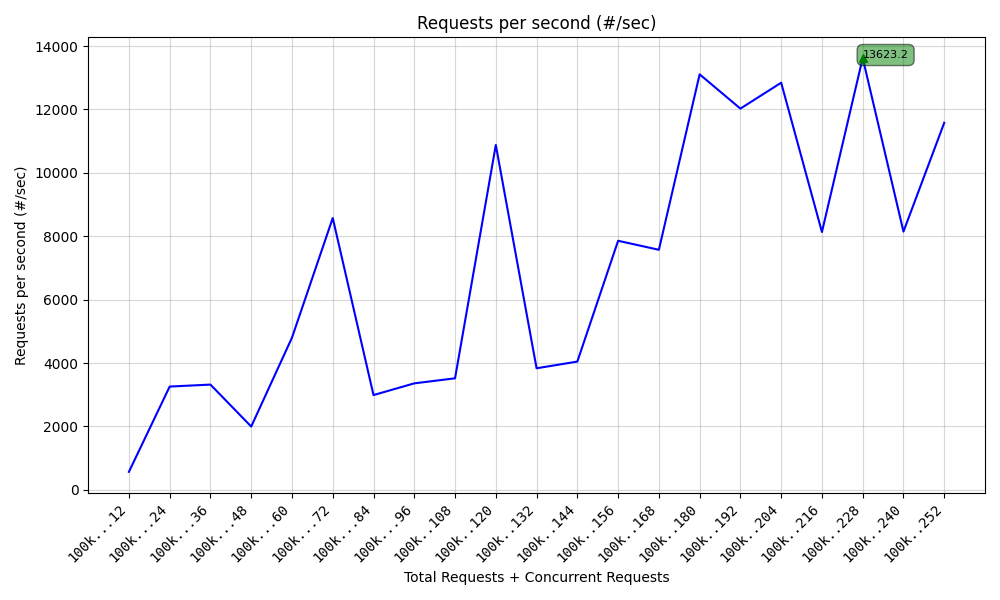 Requests per second (#/sec)
14000
12000
10000
8000
6000
4000
2000
0
Requests per second (#/sec)
13623.2
100k...12
100k...24
100k...36
100k...48
100k...60
100k...72
100k...84
100k...96
100k..108
100k..120
100k..132
100k..144
100k..156
100k..168
100k..180
100k..192
100k..204
100k..216
100k..228
100k..240
100k..252
Total Requests + Concurrent Requests